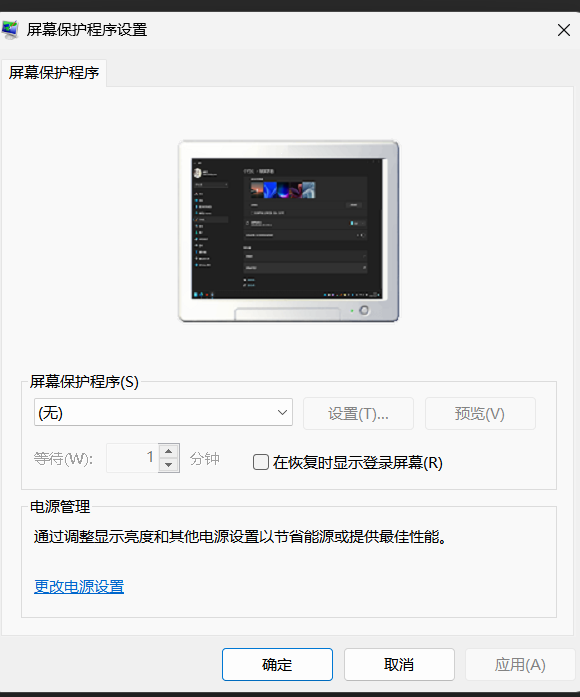 屏幕保护程序设置
屏幕保护程序
屏幕保护程序(S)
(无)
设置(T)...
预览(V)
等待(W):
1
分钟
在恢复时显示登录屏幕(R)
电源管理
通过调整显示亮度和其他电源设置以节省能源或提供最佳性能。
更改电源设置
确定
取消
应用(A)